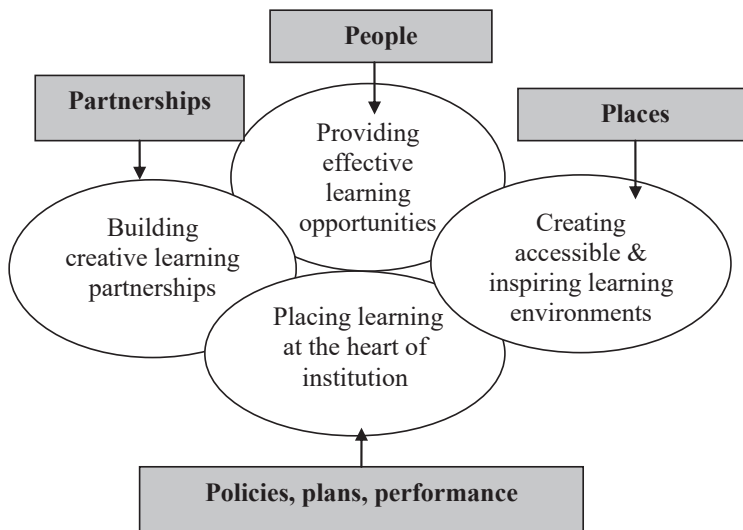 People
Partnerships
Places
Providing
effective
learning
opportunities
Building
creative learning
partnerships
Creating
accessible &
inspiring learning
environments
Placing learning
at the heart of
institution
Policies, plans, performance